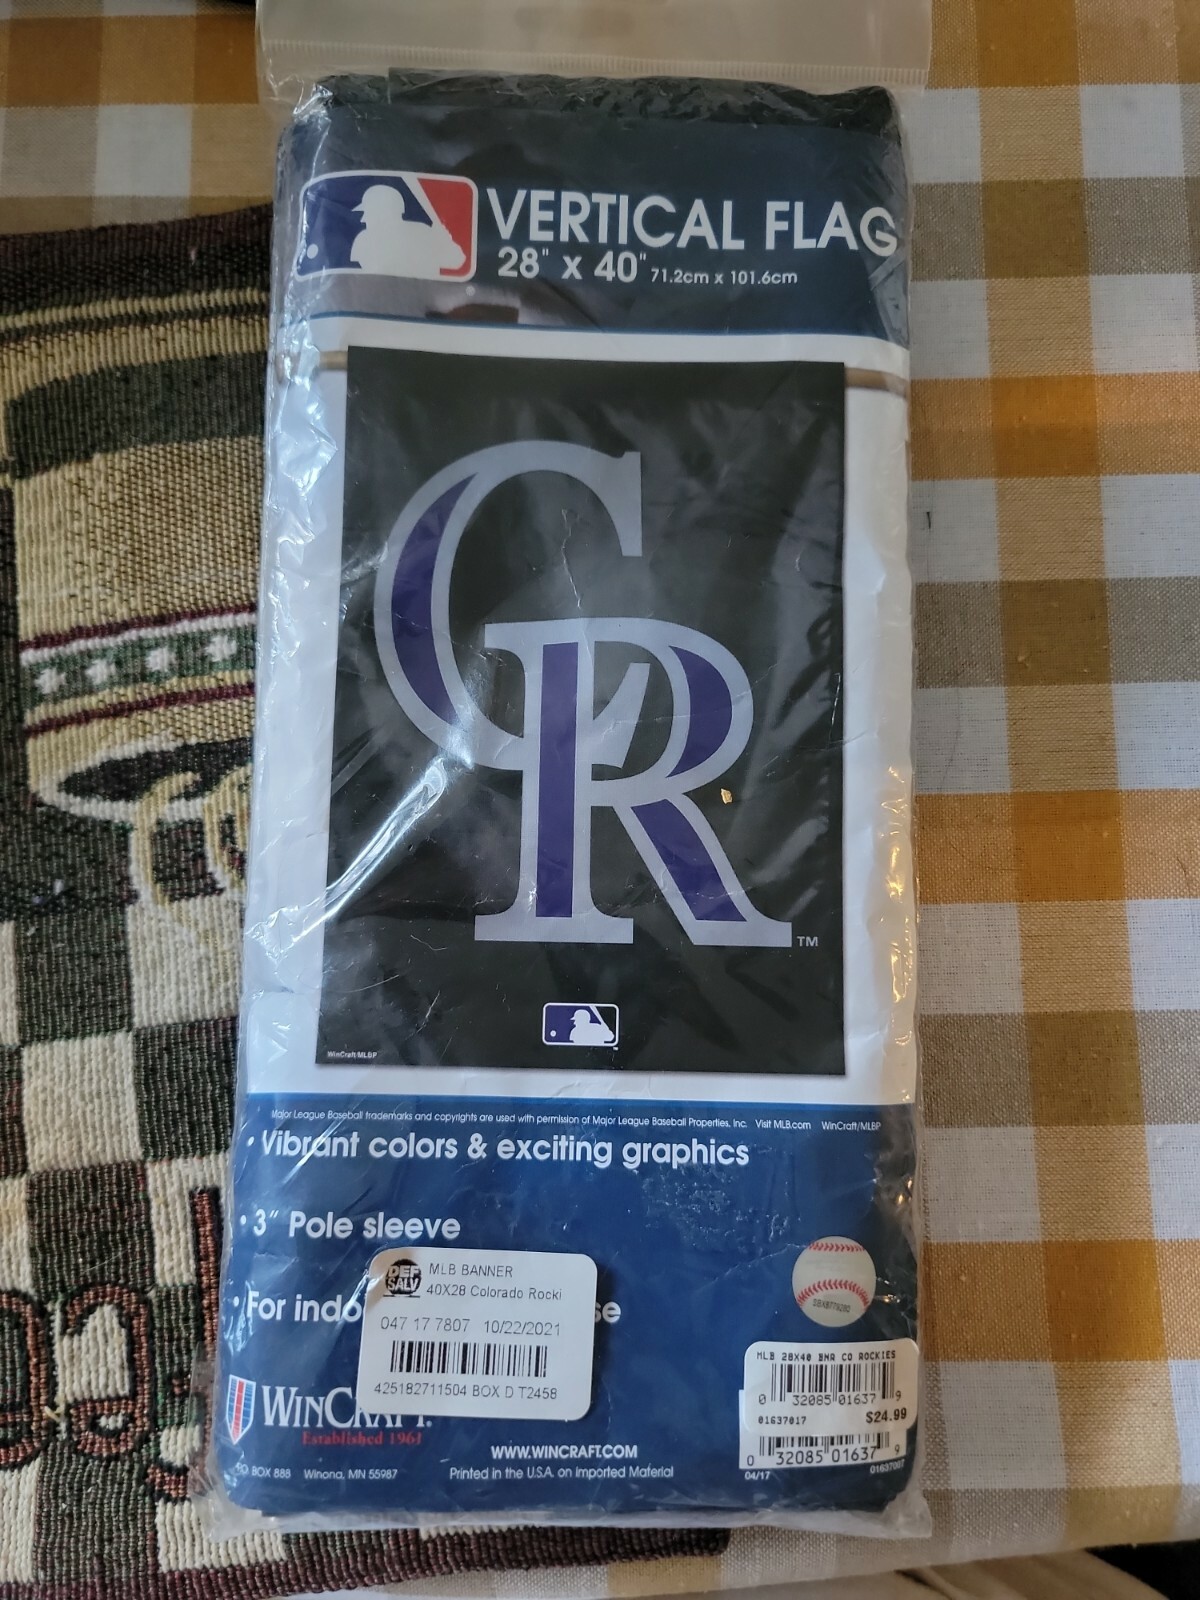 VERTICAL FLAG
28" x 40" 71.2cm x 101.6cm
CR
TM
WinCraft/MLBP
Major League Baseball trademarks and copyrights are used with permission of Major League Baseball Properties, Inc. Visit MLB.com WinCraft/MLBP
• Vibrant colors & exciting graphics
• 3" Pole sleeve
• For indo se
DEF SALV
MLB BANNER
40X28 Colorado Rocki
047 17 7807 10/22/2021
425182711504 BOX D T2458
WINCRAFT.
Established 1961
P.O. BOX 888 Winona, MN 55987
WWW.WINCRAFT.COM
Printed in the U.S.A. on imported Material
MLB 28X40 BNR CO ROCKIES
0 32085 01637 9
01637017 $24.99
0 32085 01637 9
04/17 01637007